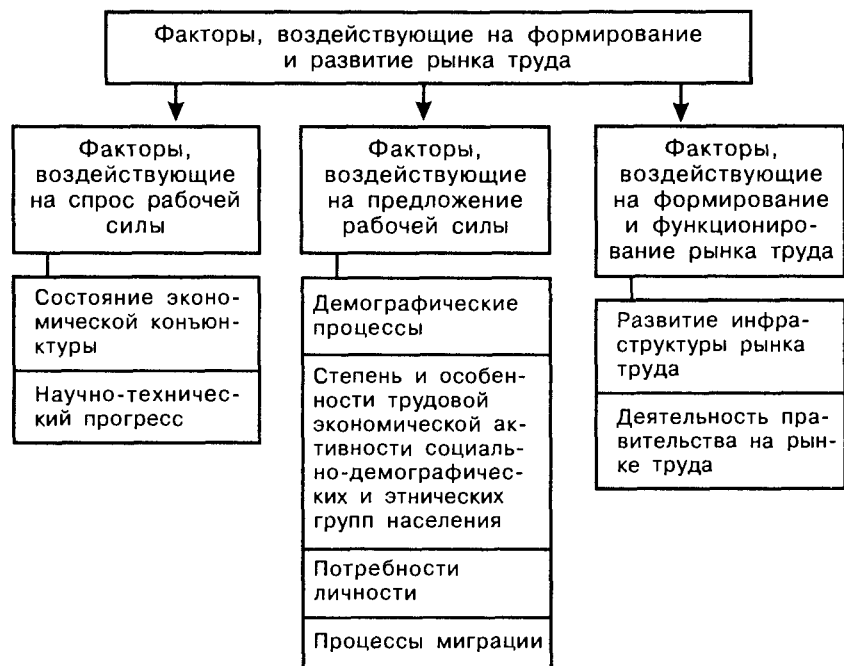 Факторы, воздействующие на формирование
и развитие рынка труда
Факторы,
воздействующие
на спрос рабочей
силы
Состояние эконо-
мической конъюн-
ктуры
Научно-техничес-
кий прогресс
Факторы,
воздействующие
на предложение
рабочей силы
Демографические
процессы
Степень и особен-
ности трудовой
экономической ак-
тивности социаль-
но-демографичес-
ких и этнических
групп населения
Потребности
личности
Процессы миграции
Факторы,
воздействующие
на формирование
и функциониро-
вание рынка труда
Развитие инфра-
структуры рынка
труда
Деятельность пра-
вительства на рын-
ке труда